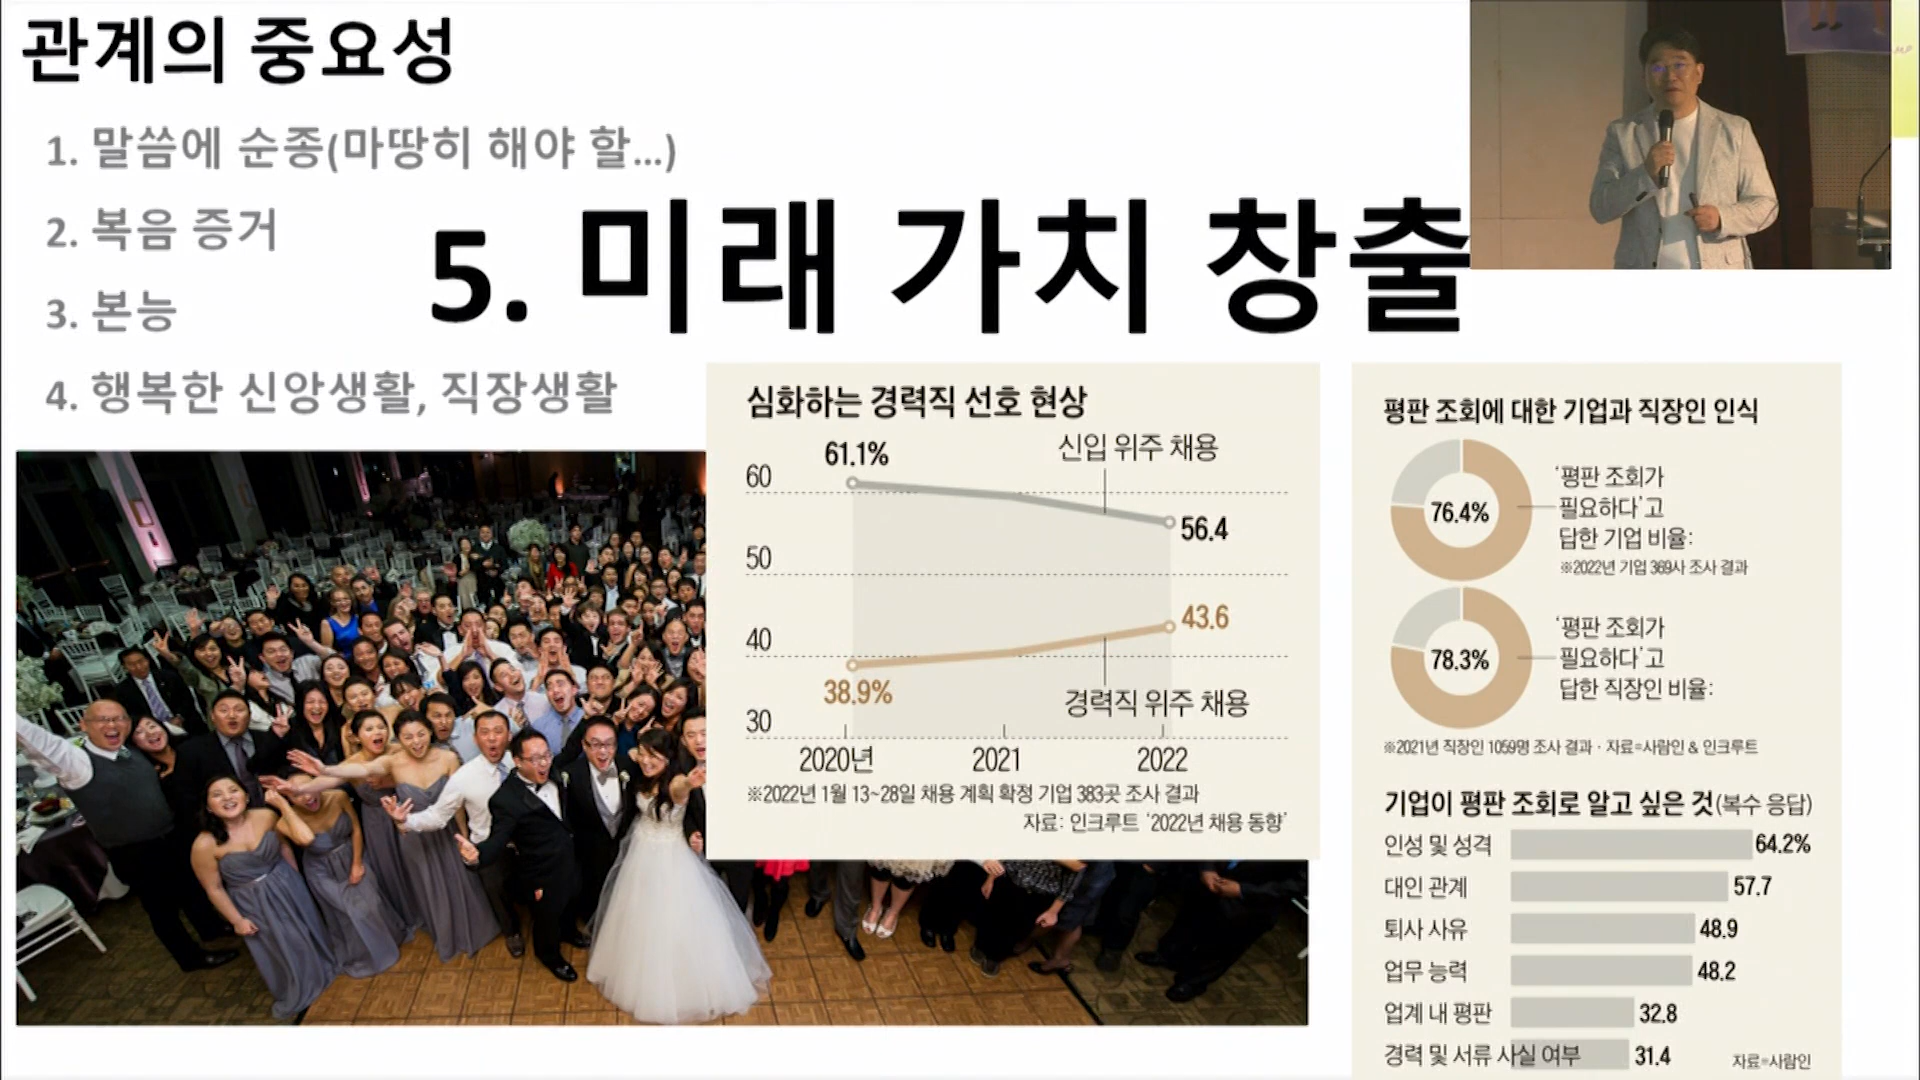 관계의 중요성
1. 말씀에 순종(마땅히 해야 할...)
2. 복음 증거
3. 본능
4. 행복한 신앙생활, 직장생활
5. 미래 가치 창출
심화하는 경력직 선호 현상
신입 위주 채용
61.1%
60
56.4
50
43.6
40
38.9%
경력직 위주 채용
30
2020년 2021 2022
※2022년 1월 13~28일 채용 계획 확정 기업 383곳 조사 결과
자료: 인크루트 '2022년 채용 동향'
평판 조회에 대한 기업과 직장인 인식
76.4%
'평판 조회가
필요하다'고
답한 기업 비율:
※2022년 기업 369사 조사 결과
78.3%
'평판 조회가
필요하다'고
답한 직장인 비율:
※2021년 직장인 1059명 조사 결과 · 자료=사람인 & 인크루트
기업이 평판 조회로 알고 싶은 것(복수 응답)
인성 및 성격 64.2%
대인 관계 57.7
퇴사 사유 48.9
업무 능력 48.2
업계 내 평판 32.8
경력 및 서류 사실 여부 31.4
자료=사람인